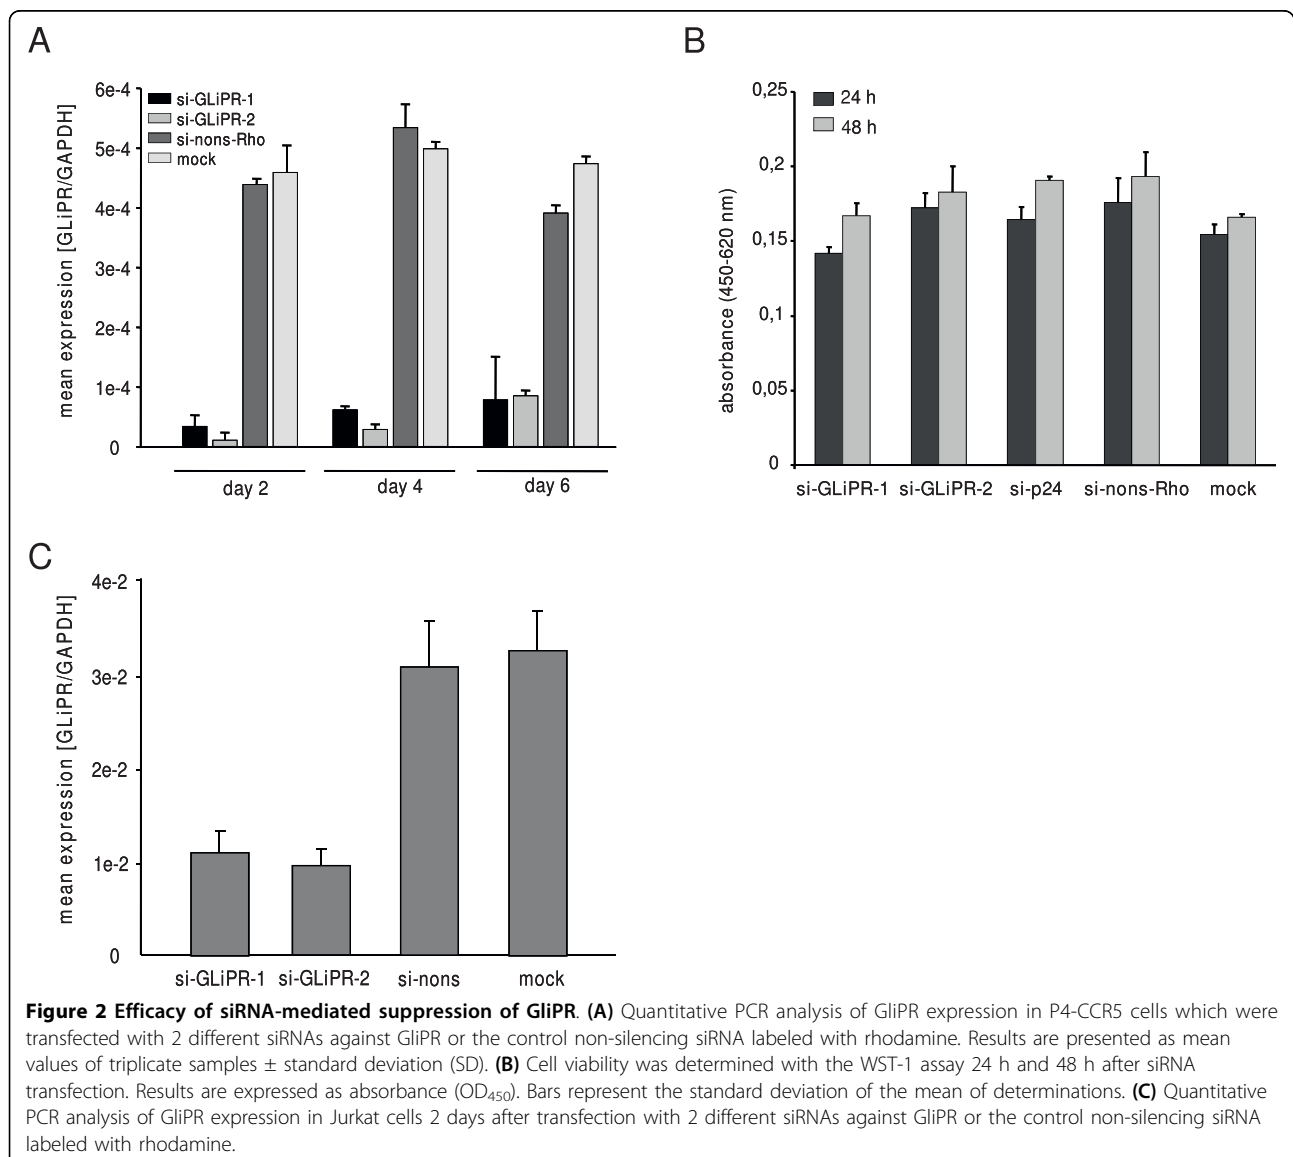 A
6e-4
5e-4
4e-4
3e-4
2e-4
1e-4
0
mean expression [GLiPR/GAPDH]
si-GLiPR-1
si-GLiPR-2
si-nons-Rho
mock
day 2
day 4
day 6
B
0,25
0,2
0,15
0,1
0,05
0
absorbance (450-620 nm)
24 h
48 h
si-GLiPR-1
si-GLiPR-2
si-p24
si-nons-Rho
mock
C
4e-2
3e-2
2e-2
1e-2
0
mean expression [GLiPR/GAPDH]
si-GLiPR-1
si-GLiPR-2
si-nons
mock
Figure 2 Efficacy of siRNA-mediated suppression of GliPR. (A) Quantitative PCR analysis of GliPR expression in P4-CCR5 cells which were
transfected with 2 different siRNAs against GliPR or the control non-silencing siRNA labeled with rhodamine. Results are presented as mean
values of triplicate samples ± standard deviation (SD). (B) Cell viability was determined with the WST-1 assay 24 h and 48 h after siRNA
transfection. Results are expressed as absorbance (OD450). Bars represent the standard deviation of the mean of determinations. (C) Quantitative
PCR analysis of GliPR expression in Jurkat cells 2 days after transfection with 2 different siRNAs against GliPR or the control non-silencing siRNA
labeled with rhodamine.